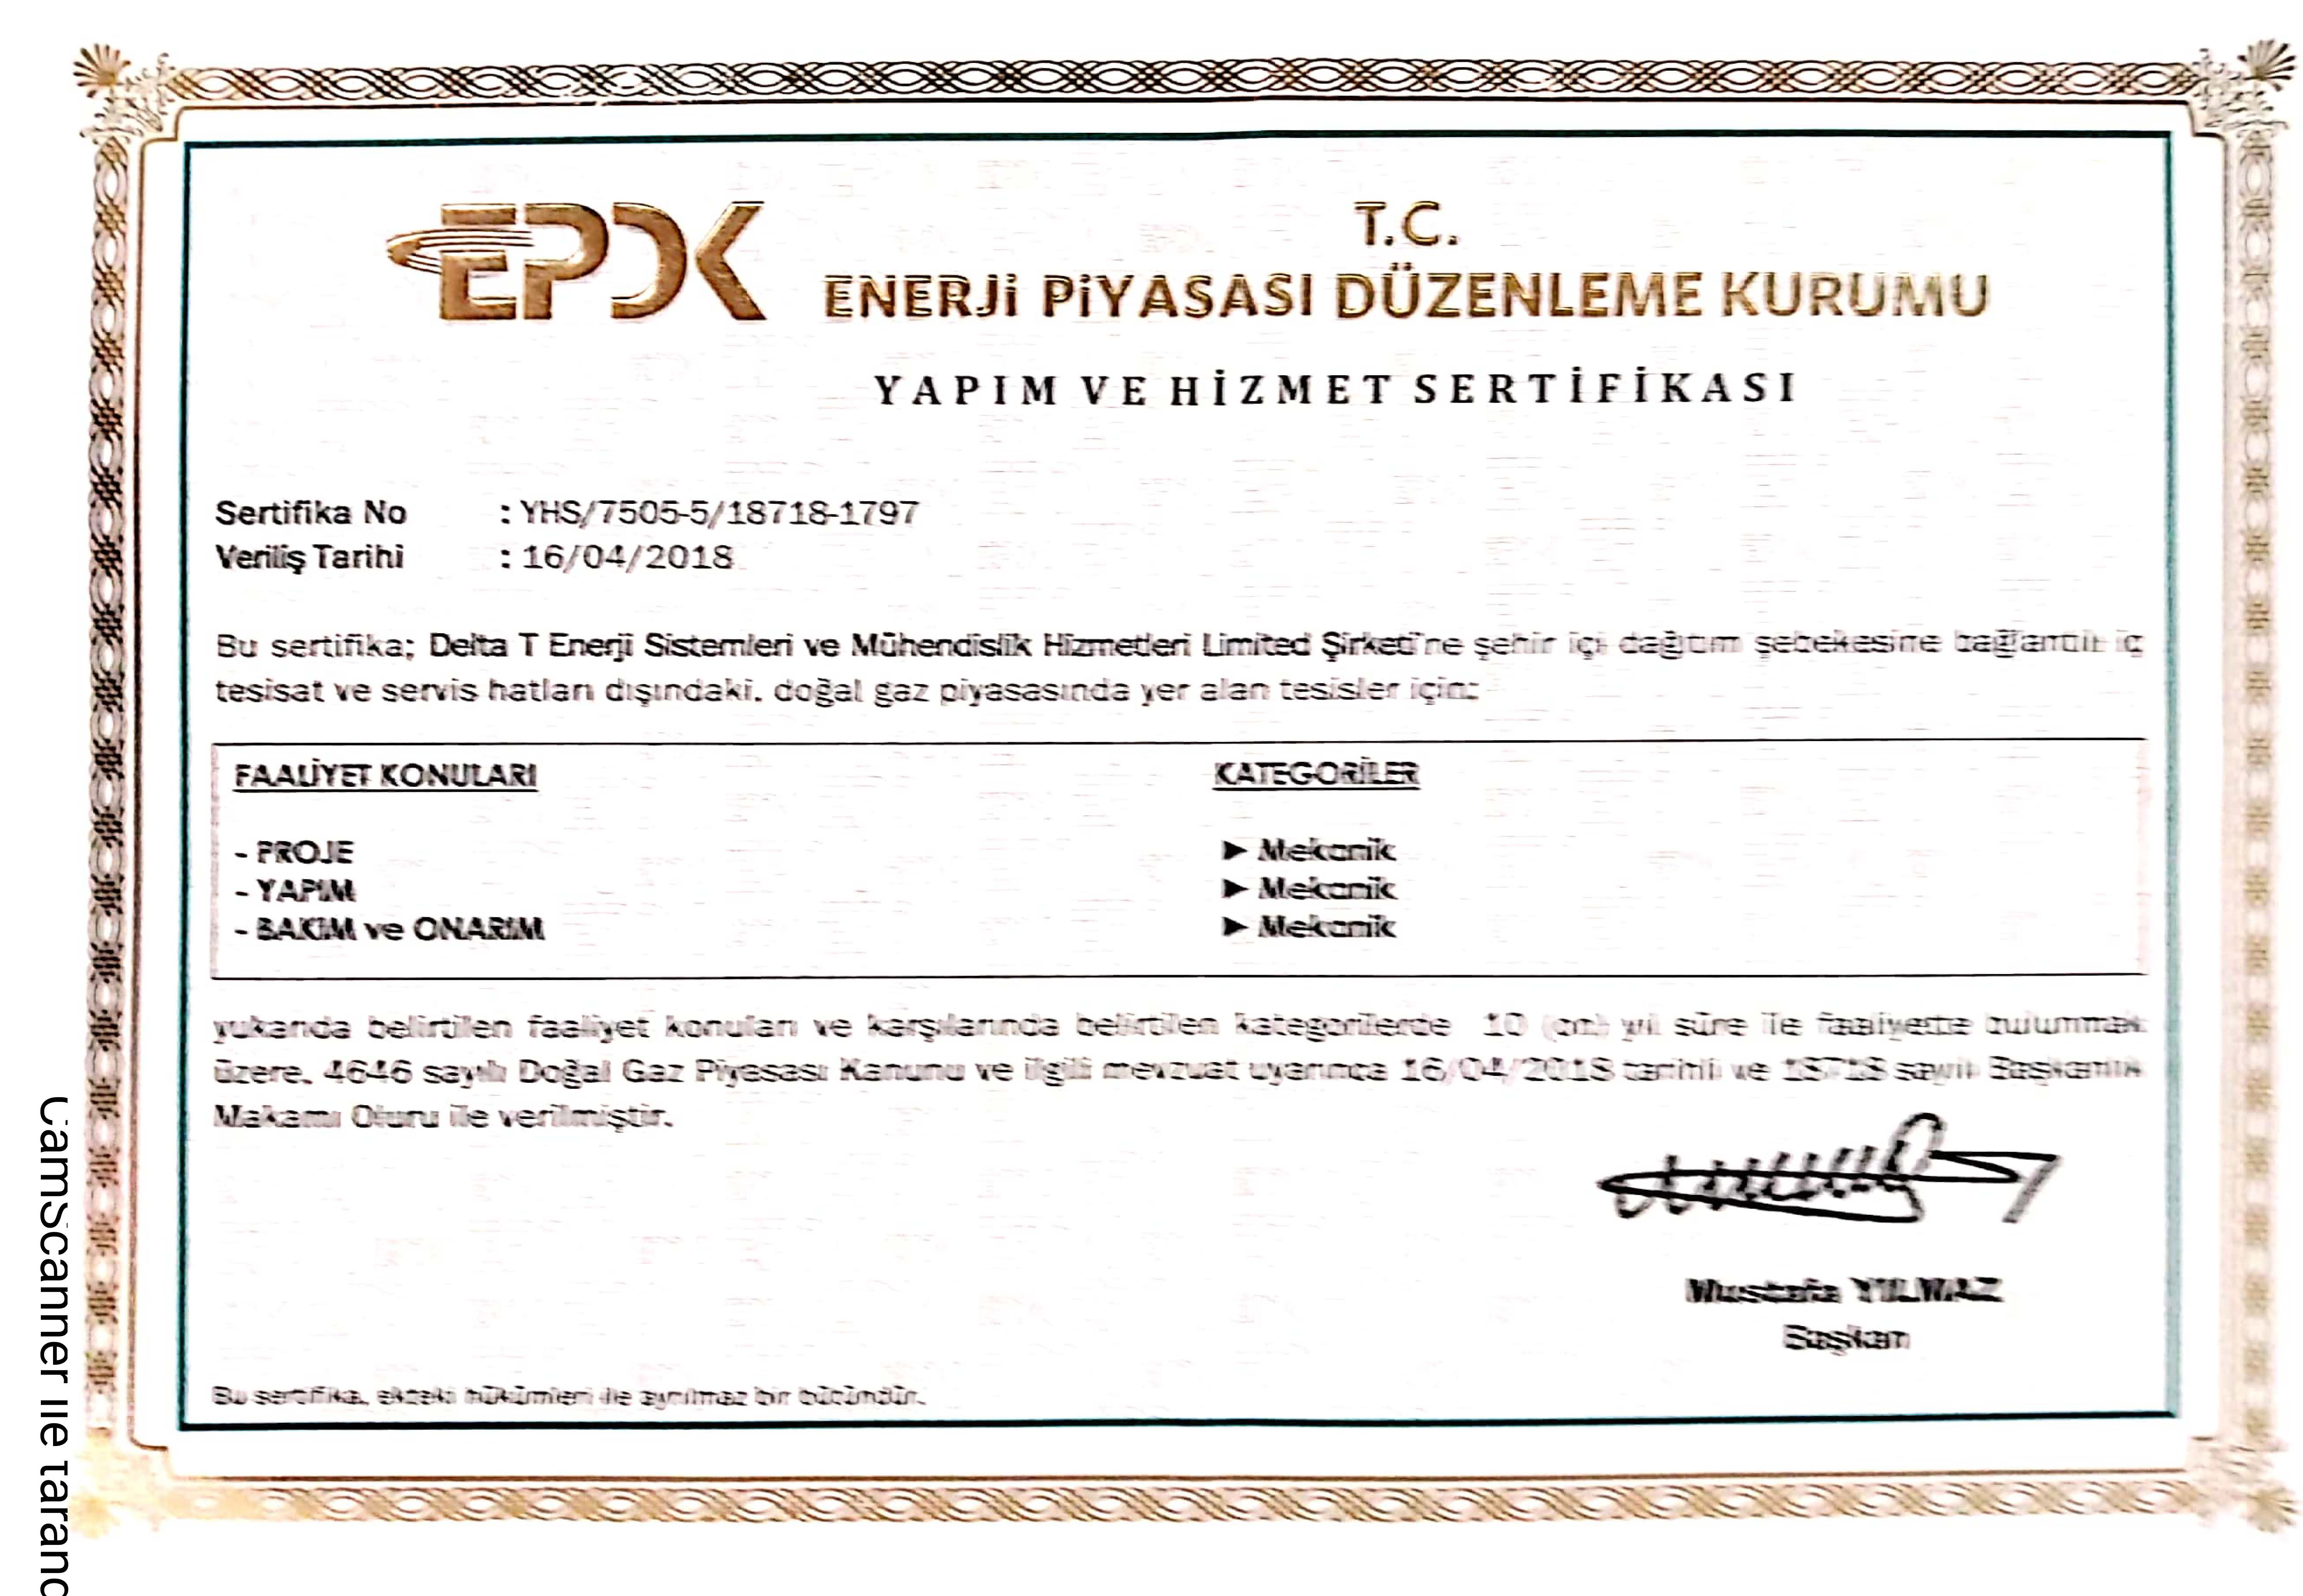 EPDK
T.C.
ENERJİ PİYASASI DÜZENLEME KURUMU
YAPIM VE HİZMET SERTİFİKASI
Sertifika No : YHS/7505-5/18718-1797
Veriliş Tarihi : 16/04/2018
Bu sertifika; Delta T Enerji Sistemleri ve Mühendislik Hizmetleri Limited Şirketi'ne şehir içi dağıtım şebekesine bağlantılı iç
tesisat ve servis hatları dışındaki, doğal gaz piyasasında yer alan tesisler için;
FAALİYET KONULARI KATEGORİLER
- PROJE ► Mekanik
- YAPIM ► Mekanik
- BAKIM ve ONARIM ► Mekanik
yukarıda belirtilen faaliyet konuları ve karşılarında belirtilen kategorilerde 10 (on) yıl süre ile faaliyette bulunmak
üzere, 4646 sayılı Doğal Gaz Piyasası Kanunu ve ilgili mevzuat uyarınca 16/04/2018 tarihli ve 18718 sayılı Başkanlık
Makamı Oluru ile verilmiştir.
Mustafa YILMAZ
Başkan
Bu sertifika, ekteki hükümleri ile ayrılmaz bir bütündür.
CamScanner ile tarand